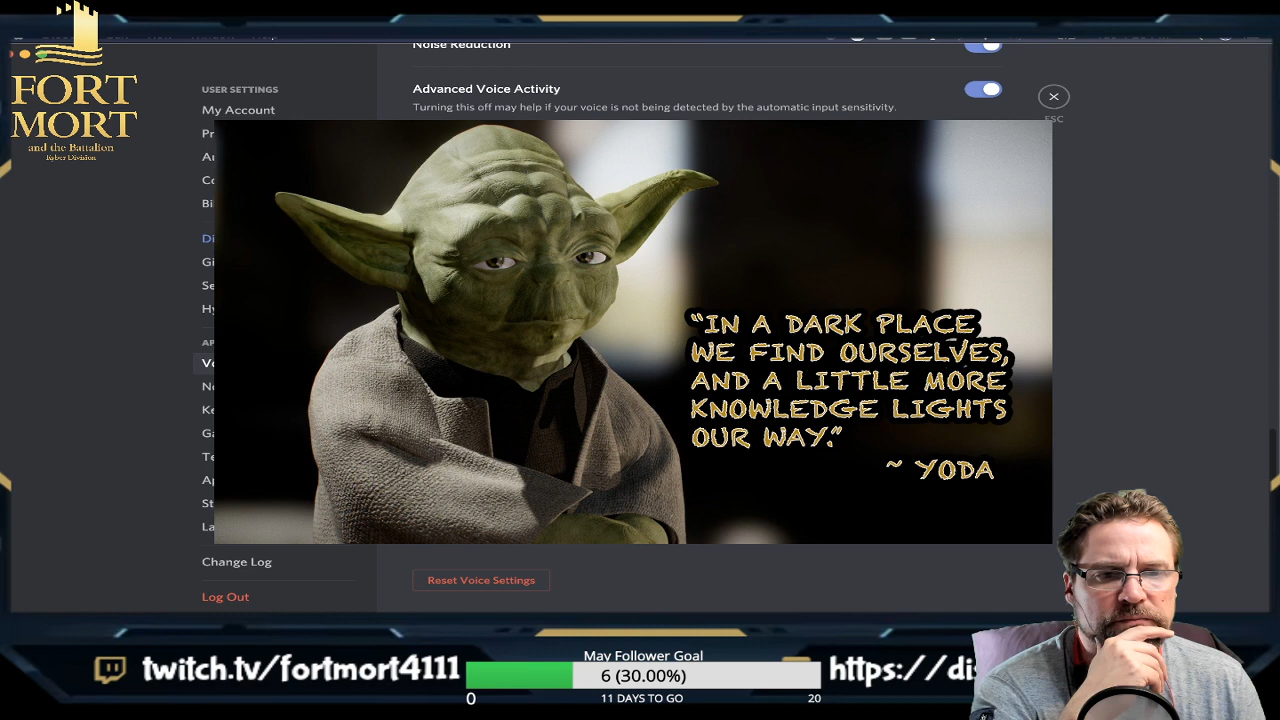 FORT
MORT
and the Battalion
Kyber Division
Noise Reduction
USER SETTINGS
My Account
Advanced Voice Activity
Turning this off may help if your voice is not being detected by the automatic input sensitivity.
ESC
“IN A DARK PLACE
WE FIND OURSELVES,
AND A LITTLE MORE
KNOWLEDGE LIGHTS
OUR WAY.”
~ YODA
Change Log
Log Out
Reset Voice Settings
twitch.tv/fortmort4111
May Follower Goal
6 (30.00%)
0
11 DAYS TO GO
20
https://dis